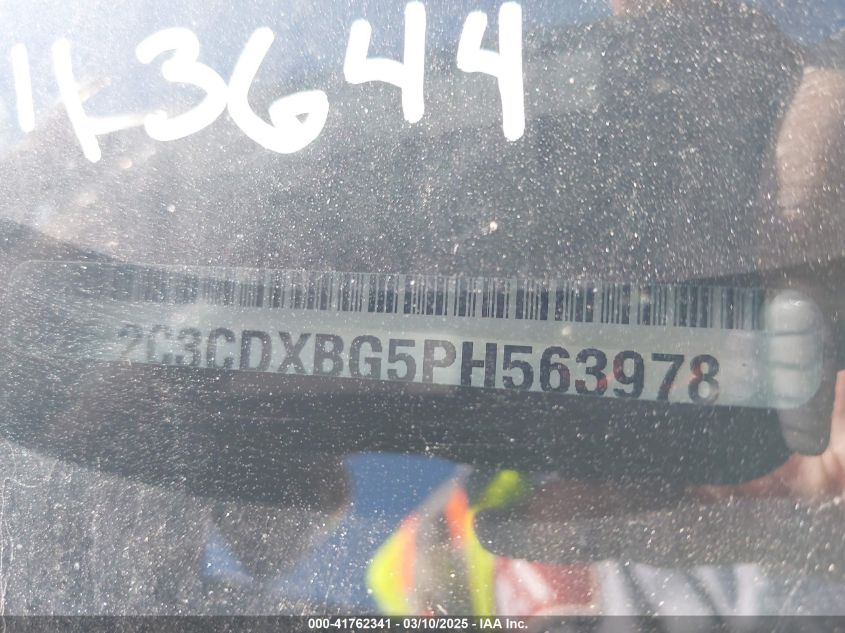 1K3644
2C3CDXBG5PH563978
000-41762341 - 03/10/2025 - IAA Inc.